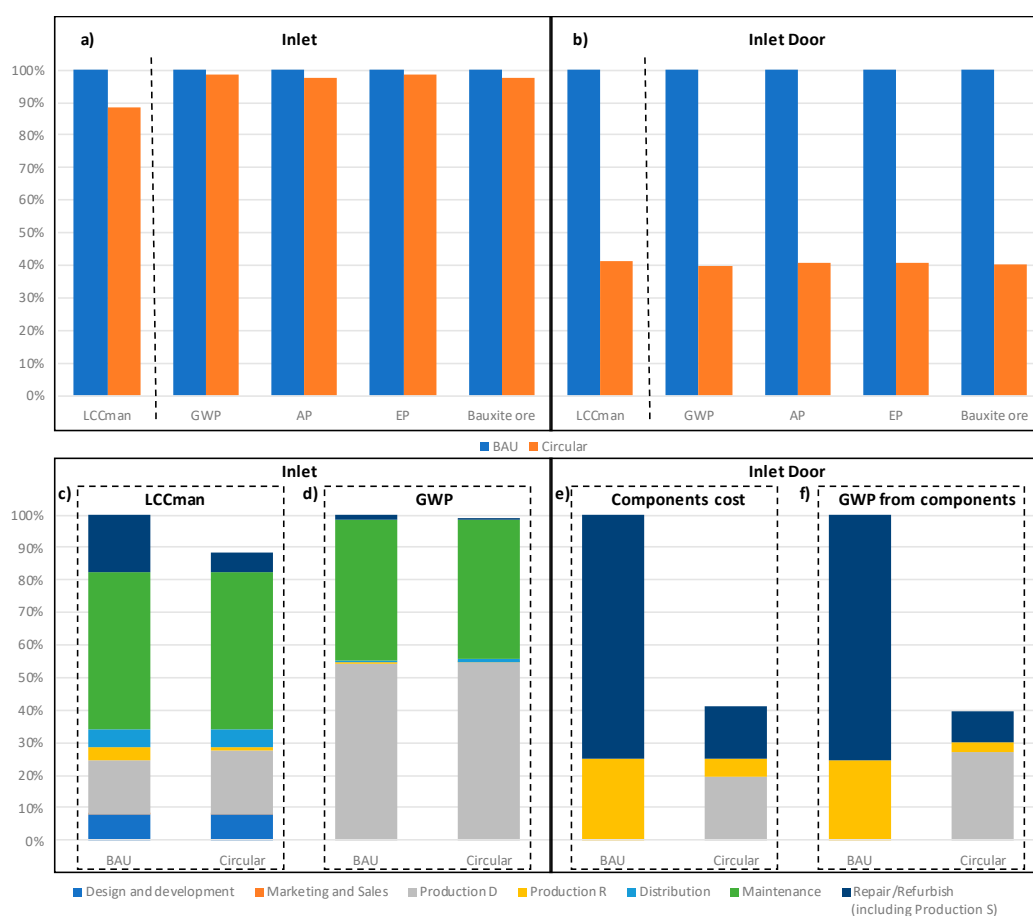 a)
Inlet
100%
90%
80%
70%
60%
50%
40%
30%
20%
10%
0%
LCCman
GWP
AP
EP
Bauxite ore
b)
Inlet Door
LCCman
GWP
AP
EP
Bauxite ore
BAU
Circular
Inlet
c)
LCCman
d)
GWP
100%
90%
80%
70%
60%
50%
40%
30%
20%
10%
0%
BAU
Circular
BAU
Circular
Inlet Door
e)
Components cost
f)
GWP from components
BAU
Circular
BAU
Circular
Design and development
Marketing and Sales
Production D
Production R
Distribution
Maintenance
Repair/Refurbish
(including Production S)